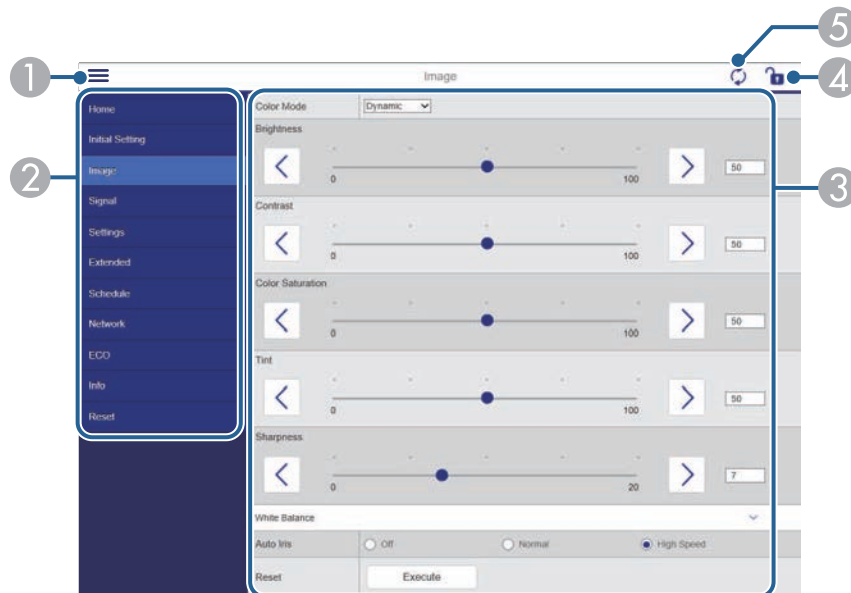 5
1
Image
4
Home
Color Mode
Dynamic
Brightness
Initial Setting
0
100
50
2
Image
3
Signal
Contrast
Settings
0
100
50
Extended
Color Saturation
Schedule
Network
0
100
50
ECO
Tint
Info
0
100
50
Reset
Sharpness
0
20
7
White Balance
Auto Iris
Off
Normal
High Speed
Reset
Execute